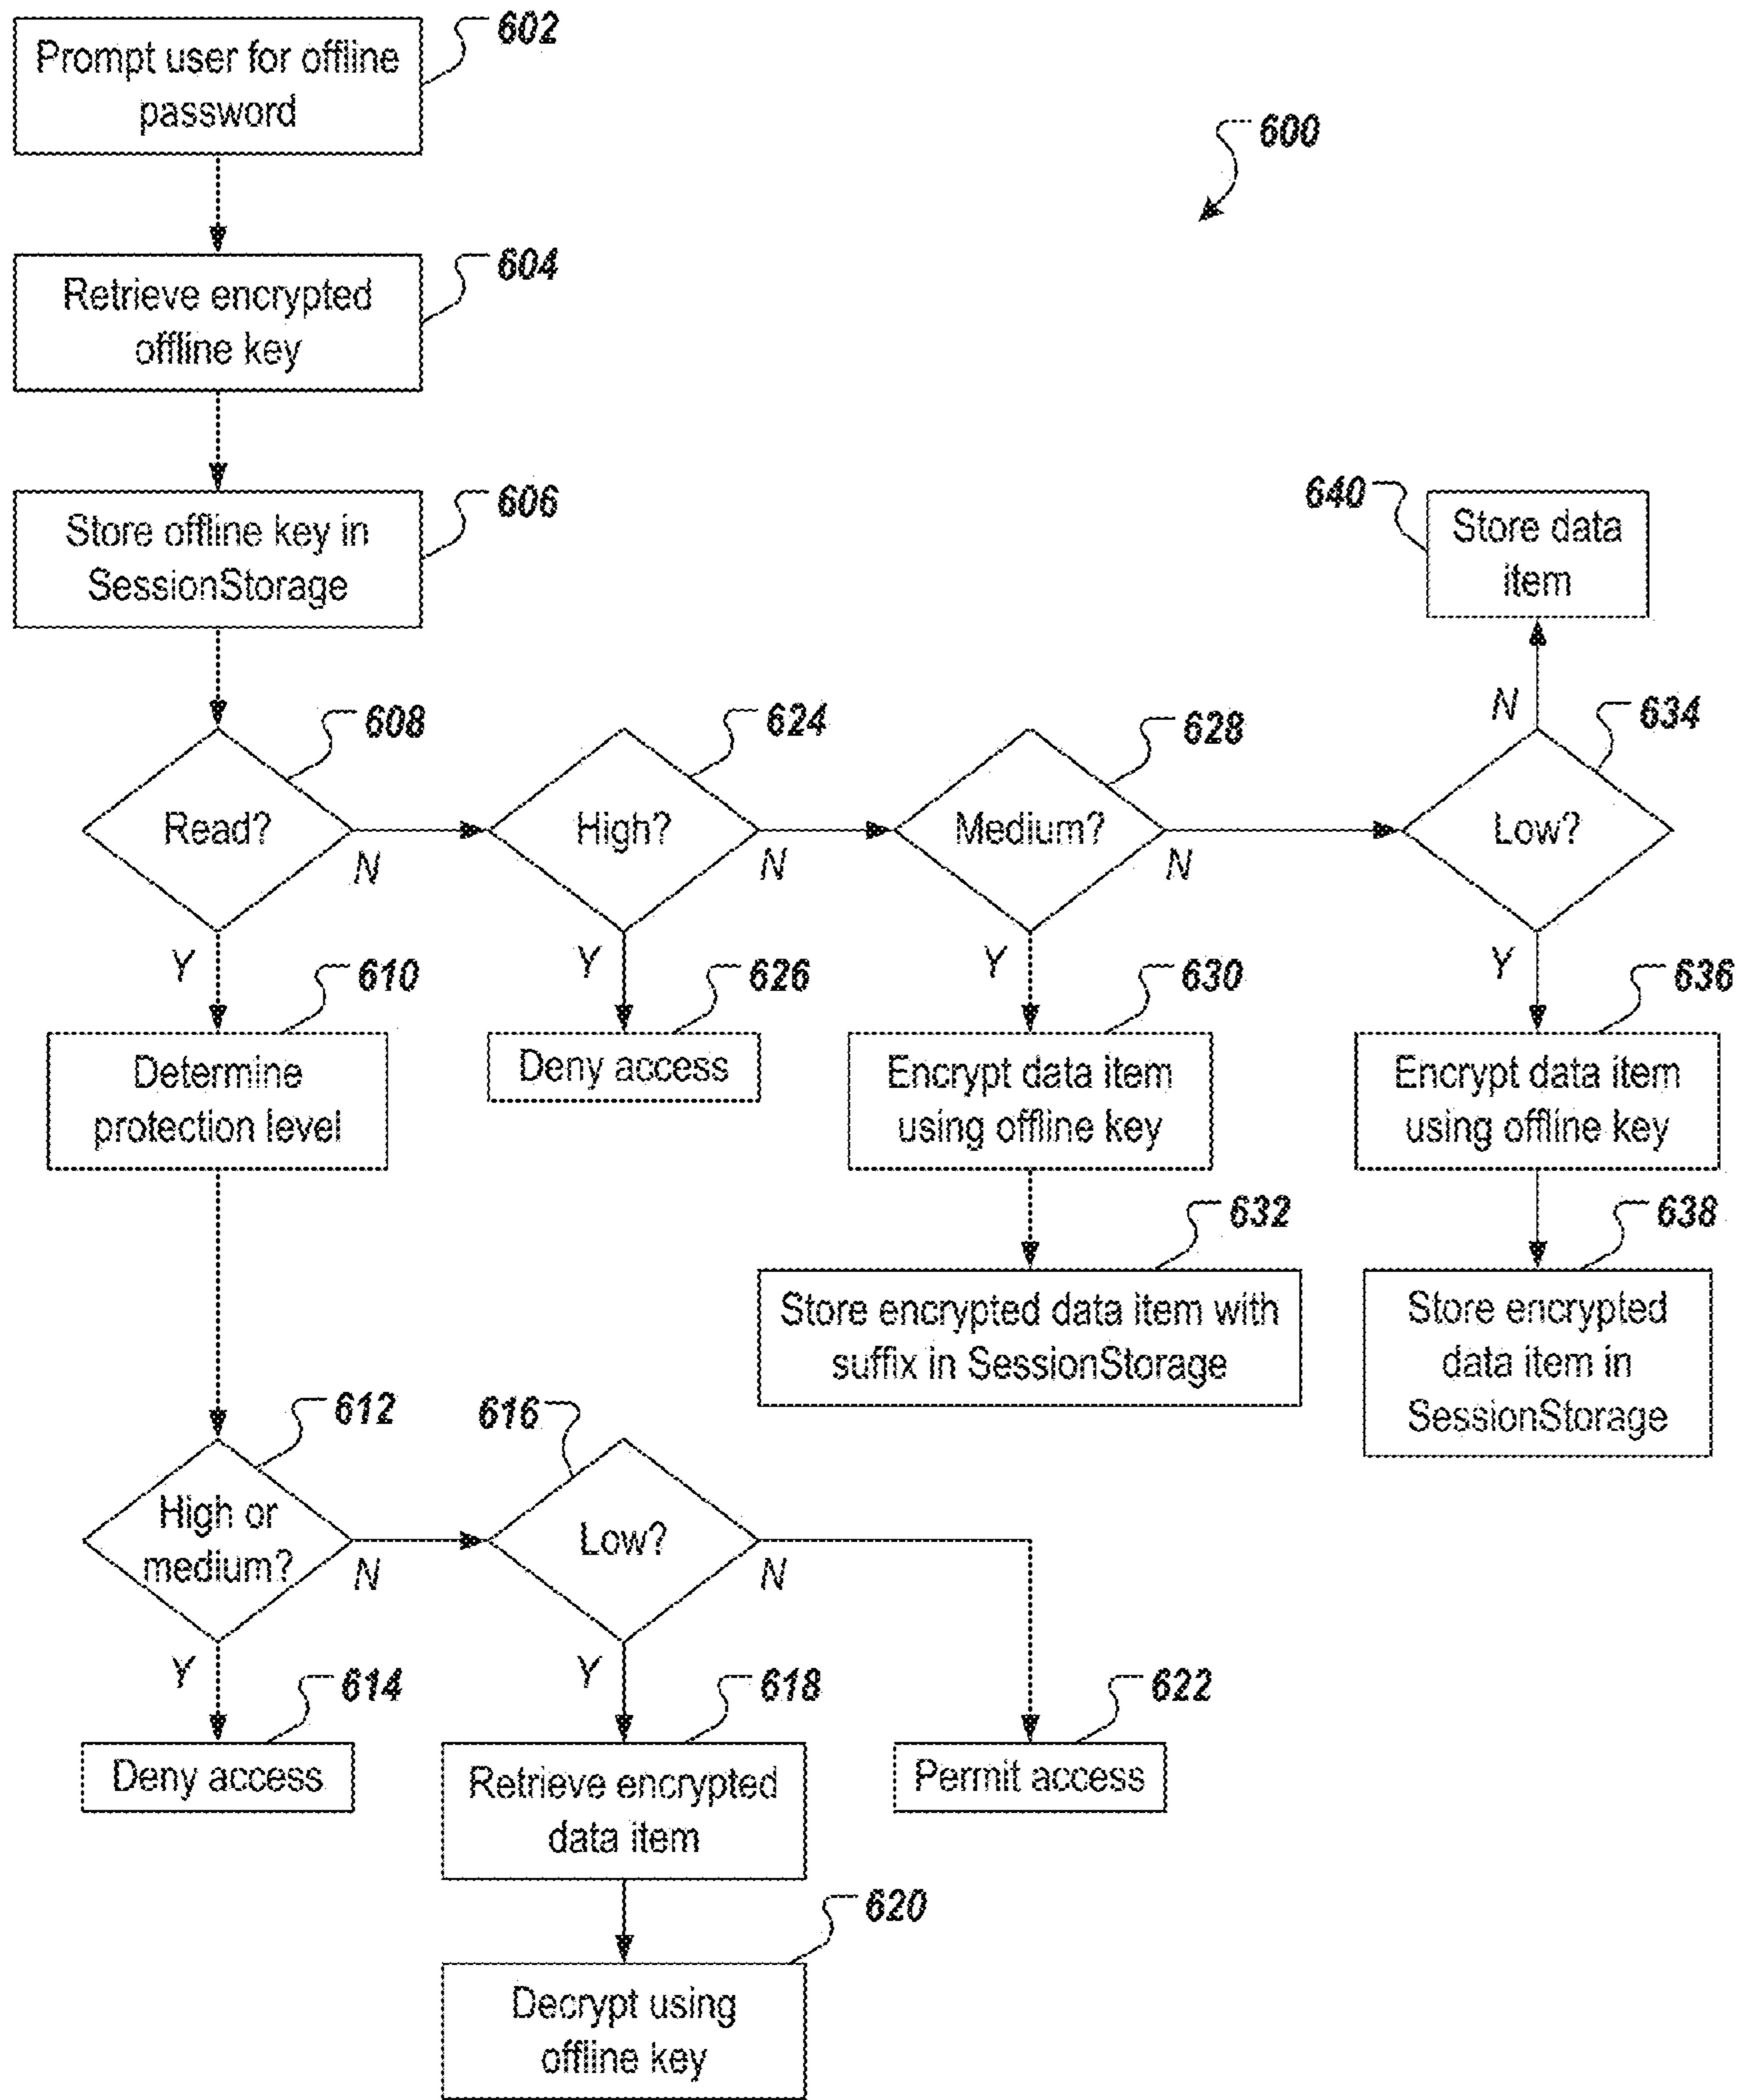 602
Prompt user for offline
password
600
604
Retrieve encrypted
offline key
606
Store offline key in
SessionStorage
640
Store data
item
608
624
628
N
634
Read?
N
High?
N
Medium?
N
Low?
Y
610
Y
626
Y
630
Y
636
Determine
protection level
Deny access
Encrypt data item
using offline key
Encrypt data item
using offline key
632
638
Store encrypted data item with
suffix in SessionStorage
Store encrypted
data item in
SessionStorage
612
616
High or
medium?
N
Low?
N
Y
614
Y
618
622
Deny access
Retrieve encrypted
data item
Permit access
620
Decrypt using
offline key